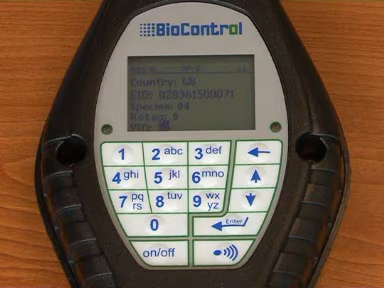 BioControl
Country: GB
EID: 028361500071
Species: 04
Retag: 0
VID:
1 2 abc 3 def
4 ghi 5 jkl 6 mno
7 pq rs 8 tuv 9 wx yz
0 Enter
on/off